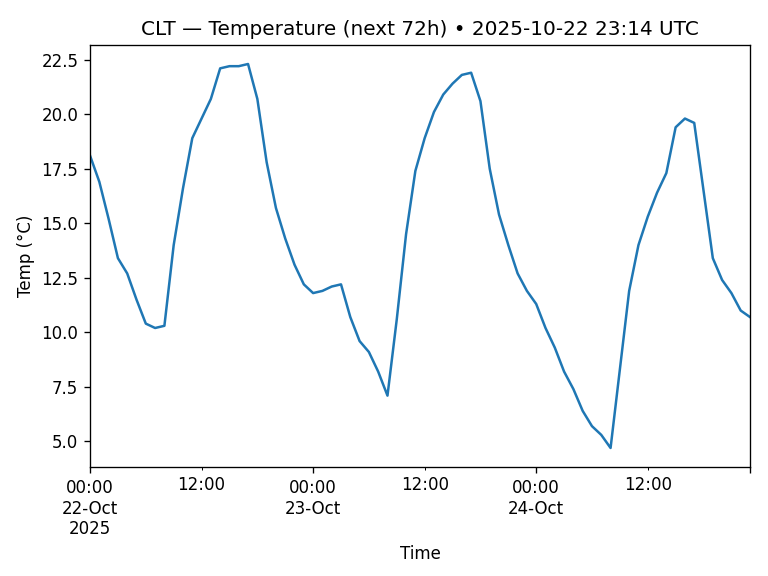 CLT — Temperature (next 72h) • 2025-10-22 23:14 UTC
Temp (°C)
22.5
20.0
17.5
15.0
12.5
10.0
7.5
5.0
00:00 12:00 00:00 12:00 00:00 12:00
22-Oct 23-Oct 24-Oct
2025
Time